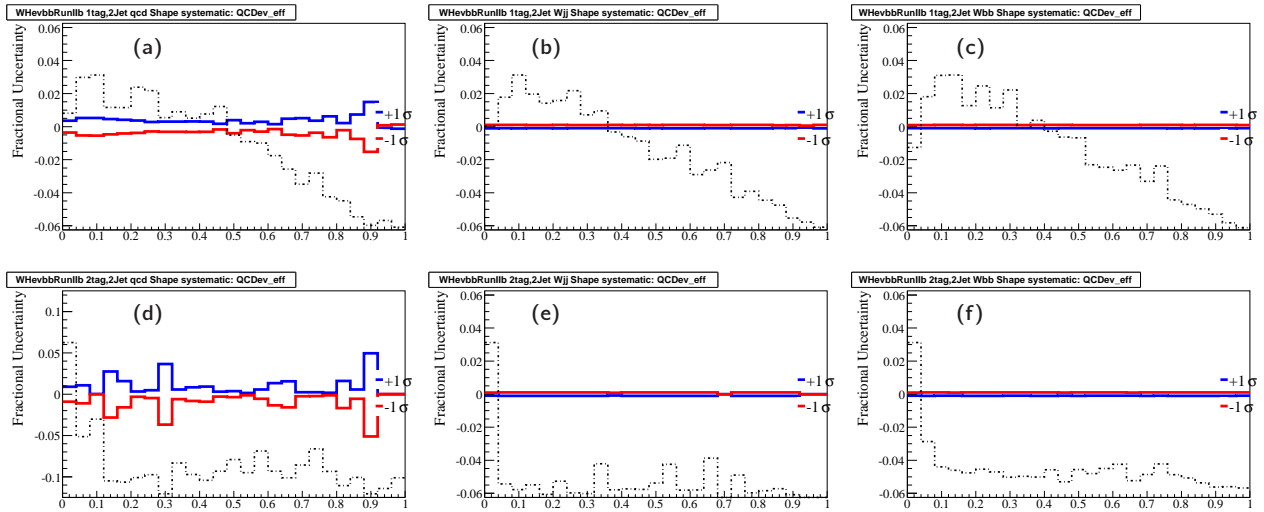 WHevbbRunIIb 1tag,2Jet qcd Shape systematic: QCDev_eff
(a)
Fractional Uncertainty
0.06
0.04
0.02
0
-0.02
-0.04
-0.06
+1σ
-1σ
0 0.1 0.2 0.3 0.4 0.5 0.6 0.7 0.8 0.9 1
WHevbbRunIIb 1tag,2Jet Wjj Shape systematic: QCDev_eff
(b)
Fractional Uncertainty
0.06
0.04
0.02
0
-0.02
-0.04
-0.06
+1σ
-1σ
0 0.1 0.2 0.3 0.4 0.5 0.6 0.7 0.8 0.9 1
WHevbbRunIIb 1tag,2Jet Wbb Shape systematic: QCDev_eff
(c)
Fractional Uncertainty
0.06
0.04
0.02
0
-0.02
-0.04
-0.06
+1σ
-1σ
0 0.1 0.2 0.3 0.4 0.5 0.6 0.7 0.8 0.9 1
WHevbbRunIIb 2tag,2Jet qcd Shape systematic: QCDev_eff
(d)
Fractional Uncertainty
0.1
0.05
0
-0.05
-0.1
+1σ
-1σ
0 0.1 0.2 0.3 0.4 0.5 0.6 0.7 0.8 0.9 1
WHevbbRunIIb 2tag,2Jet Wjj Shape systematic: QCDev_eff
(e)
Fractional Uncertainty
0.06
0.04
0.02
0
-0.02
-0.04
-0.06
+1σ
-1σ
0 0.1 0.2 0.3 0.4 0.5 0.6 0.7 0.8 0.9 1
WHevbbRunIIb 2tag,2Jet Wbb Shape systematic: QCDev_eff
(f)
Fractional Uncertainty
0.06
0.04
0.02
0
-0.02
-0.04
-0.06
+1σ
-1σ
0 0.1 0.2 0.3 0.4 0.5 0.6 0.7 0.8 0.9 1